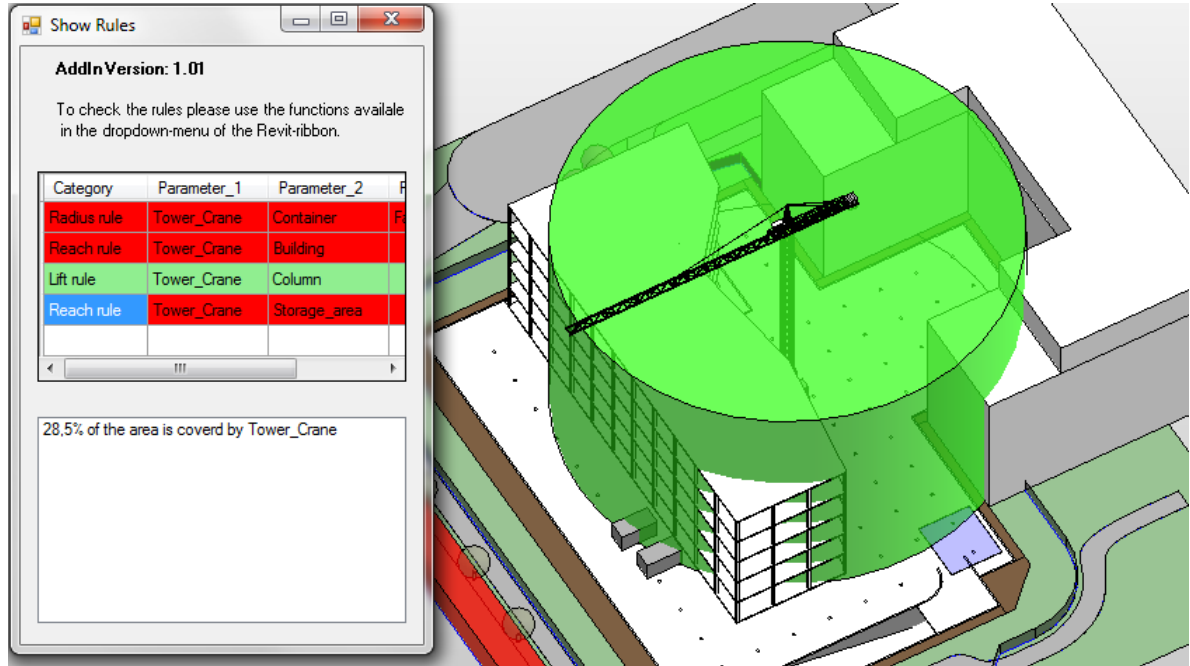 Show Rules
AddIn Version: 1.01
To check the rules please use the functions availale
in the dropdown-menu of the Revit-ribbon.
Category Parameter_1 Parameter_2
Radius rule Tower_Crane Container
Reach rule Tower_Crane Building
Lift rule Tower_Crane Column
Reach rule Tower_Crane Storage_area
28,5% of the area is coverd by Tower_Crane